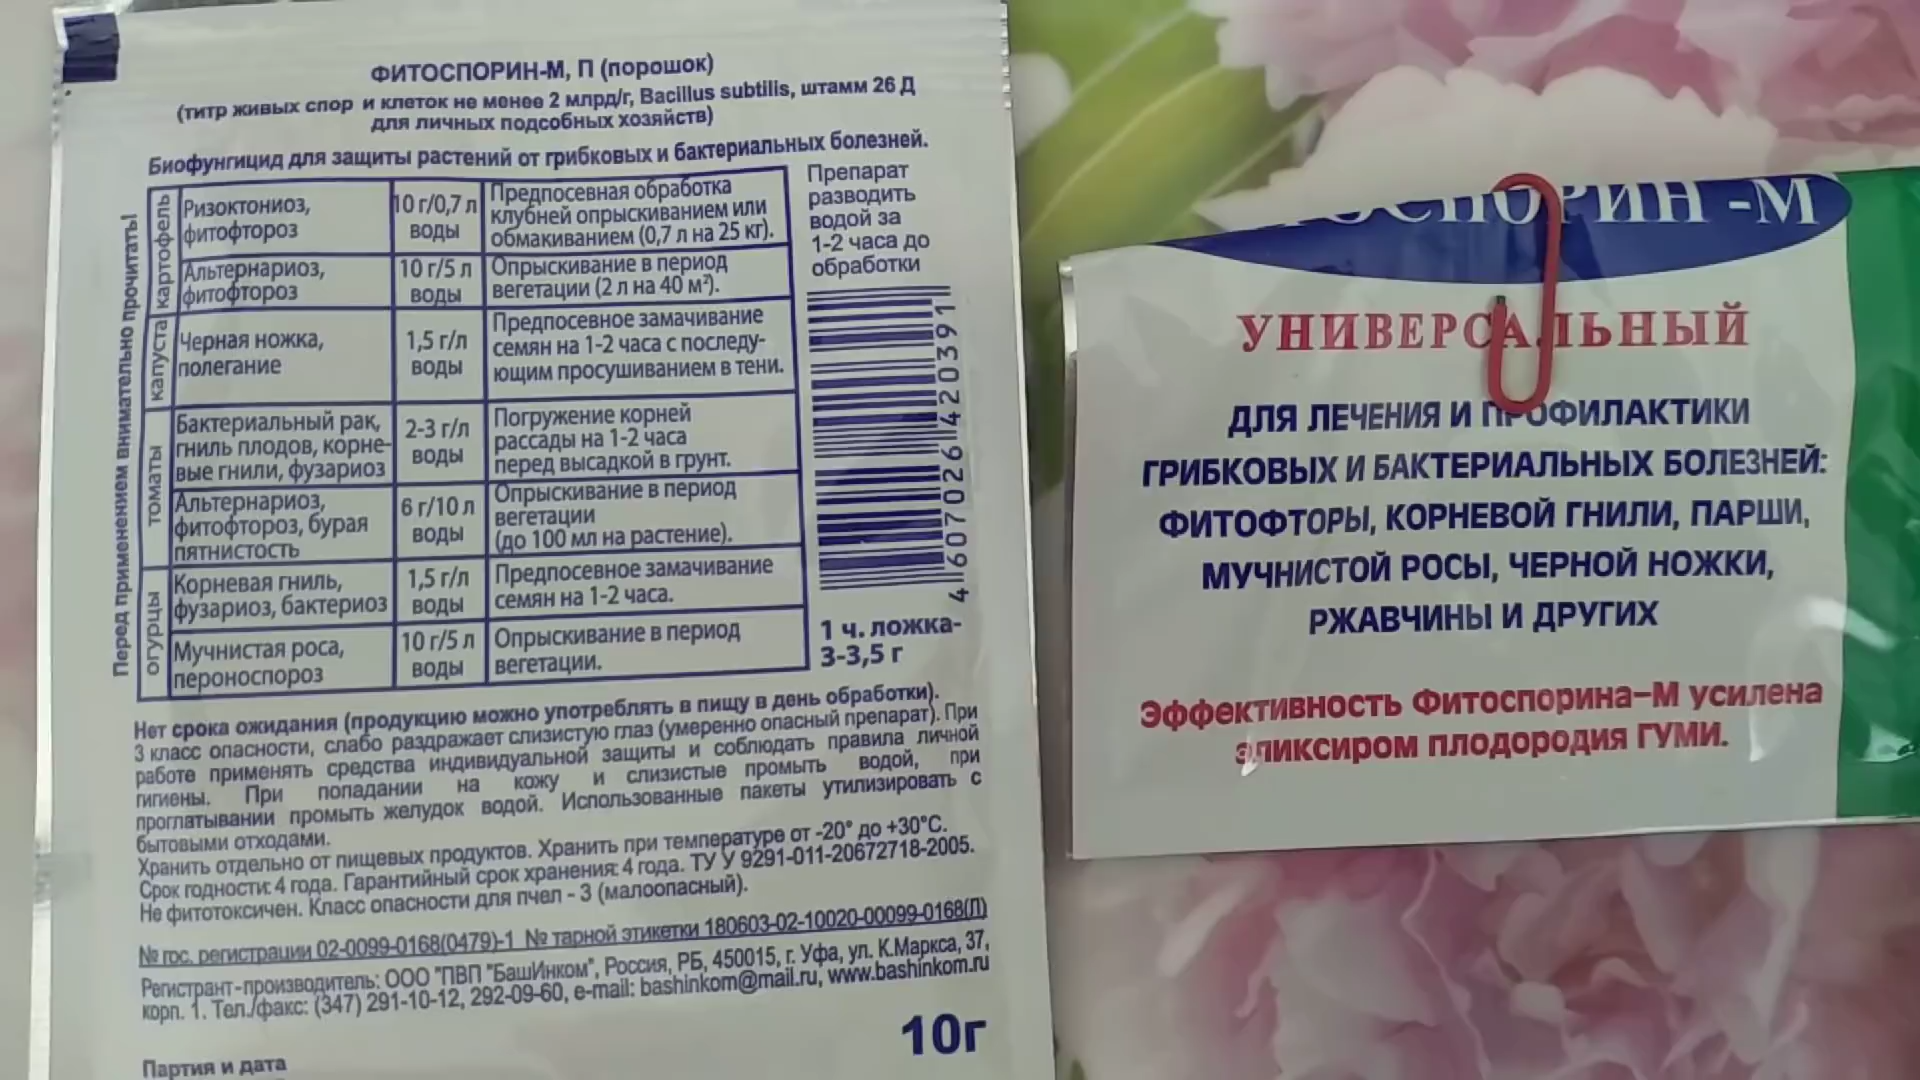 ФИТОСПОРИН-М, П (порошок)
(титр живых спор и клеток не менее 2 млрд/г, Bacillus subtilis, штамм 26 Д
для личных подсобных хозяйств)
Биофунгицид для защиты растений от грибковых и бактериальных болезней.
Перед применением внимательно прочитать!
картофель
Ризоктониоз,
фитофтороз
10 г/0,7 л
воды
Предпосевная обработка
клубней опрыскиванием или
обмакиванием (0,7 л на 25 кг).
Альтернариоз,
фитофтороз
10 г/5 л
воды
Опрыскивание в период
вегетации (2 л на 40 м²).
капуста
Черная ножка,
полегание
1,5 г/л
воды
Предпосевное замачивание
семян на 1-2 часа с последу-
ющим просушиванием в тени.
томаты
Бактериальный рак,
гниль плодов, корне-
вые гнили, фузариоз
2-3 г/л
воды
Погружение корней
рассады на 1-2 часа
перед высадкой в грунт.
Альтернариоз,
фитофтороз, бурая
пятнистость
6 г/10 л
воды
Опрыскивание в период
вегетации
(до 100 мл на растение).
огурцы
Корневая гниль,
фузариоз, бактериоз
1,5 г/л
воды
Предпосевное замачивание
семян на 1-2 часа.
Мучнистая роса,
пероноспороз
10 г/5 л
воды
Опрыскивание в период
вегетации.
Препарат
разводить
водой за
1-2 часа до
обработки
4 607026 420391
1 ч. ложка-
3-3,5 г
Нет срока ожидания (продукцию можно употреблять в пищу в день обработки).
3 класс опасности, слабо раздражает слизистую глаз (умеренно опасный препарат). При
работе применять средства индивидуальной защиты и соблюдать правила личной
гигиены. При попадании на кожу и слизистые промыть водой, при
проглатывании промыть желудок водой. Использованные пакеты утилизировать с
бытовыми отходами.
Хранить отдельно от пищевых продуктов. Хранить при температуре от -20° до +30°С.
Срок годности: 4 года. Гарантийный срок хранения: 4 года. ТУ У 9291-011-20672718-2005.
Не фитотоксичен. Класс опасности для пчел - 3 (малоопасный).
№ гос. регистрации 02-0099-0168(0479)-1 № тарной этикетки 180603-02-10020-00099-0168(Л)
Регистрант-производитель: ООО "ПВП "БашИнком", Россия, РБ, 450015, г. Уфа, ул. К.Маркса, 37,
корп. 1. Тел./факс: (347) 291-10-12, 292-09-60, e-mail: bashinkom@mail.ru, www.bashinkom.ru
10г
Партия и дата
УНИВЕРСАЛЬНЫЙ
ДЛЯ ЛЕЧЕНИЯ И ПРОФИЛАКТИКИ
ГРИБКОВЫХ И БАКТЕРИАЛЬНЫХ БОЛЕЗНЕЙ:
ФИТОФТОРЫ, КОРНЕВОЙ ГНИЛИ, ПАРШИ,
МУЧНИСТОЙ РОСЫ, ЧЕРНОЙ НОЖКИ,
РЖАВЧИНЫ И ДРУГИХ
Эффективность Фитоспорина–М усилена
эликсиром плодородия ГУМИ.